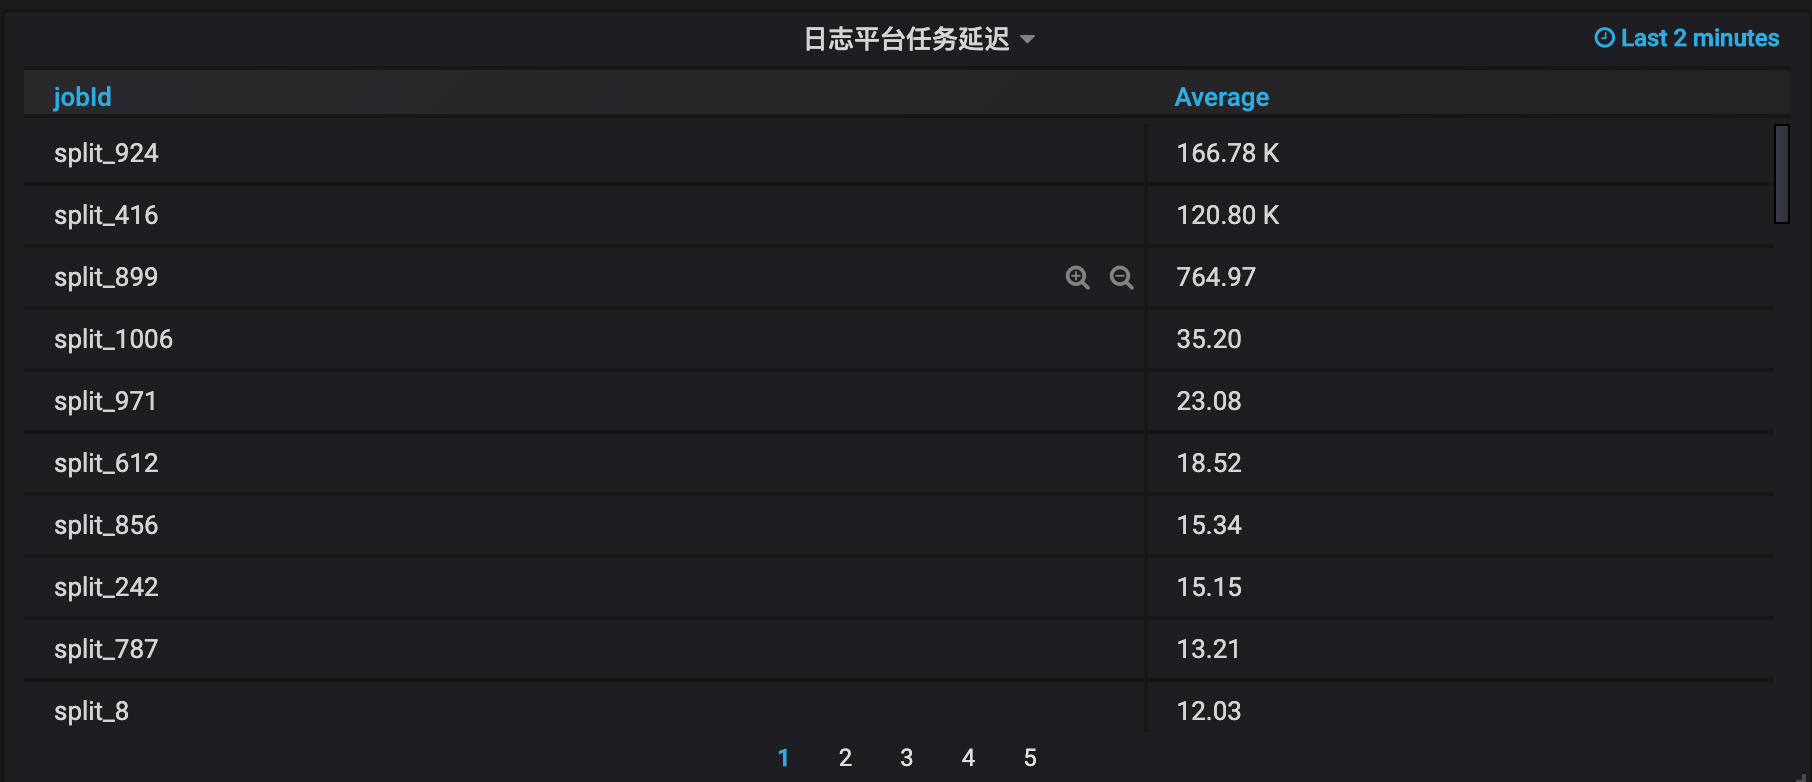 日志平台任务延迟
Last 2 minutes
jobId Average
split_924 166.78 K
split_416 120.80 K
split_899 764.97
split_1006 35.20
split_971 23.08
split_612 18.52
split_856 15.34
split_242 15.15
split_787 13.21
split_8 12.03
1 2 3 4 5